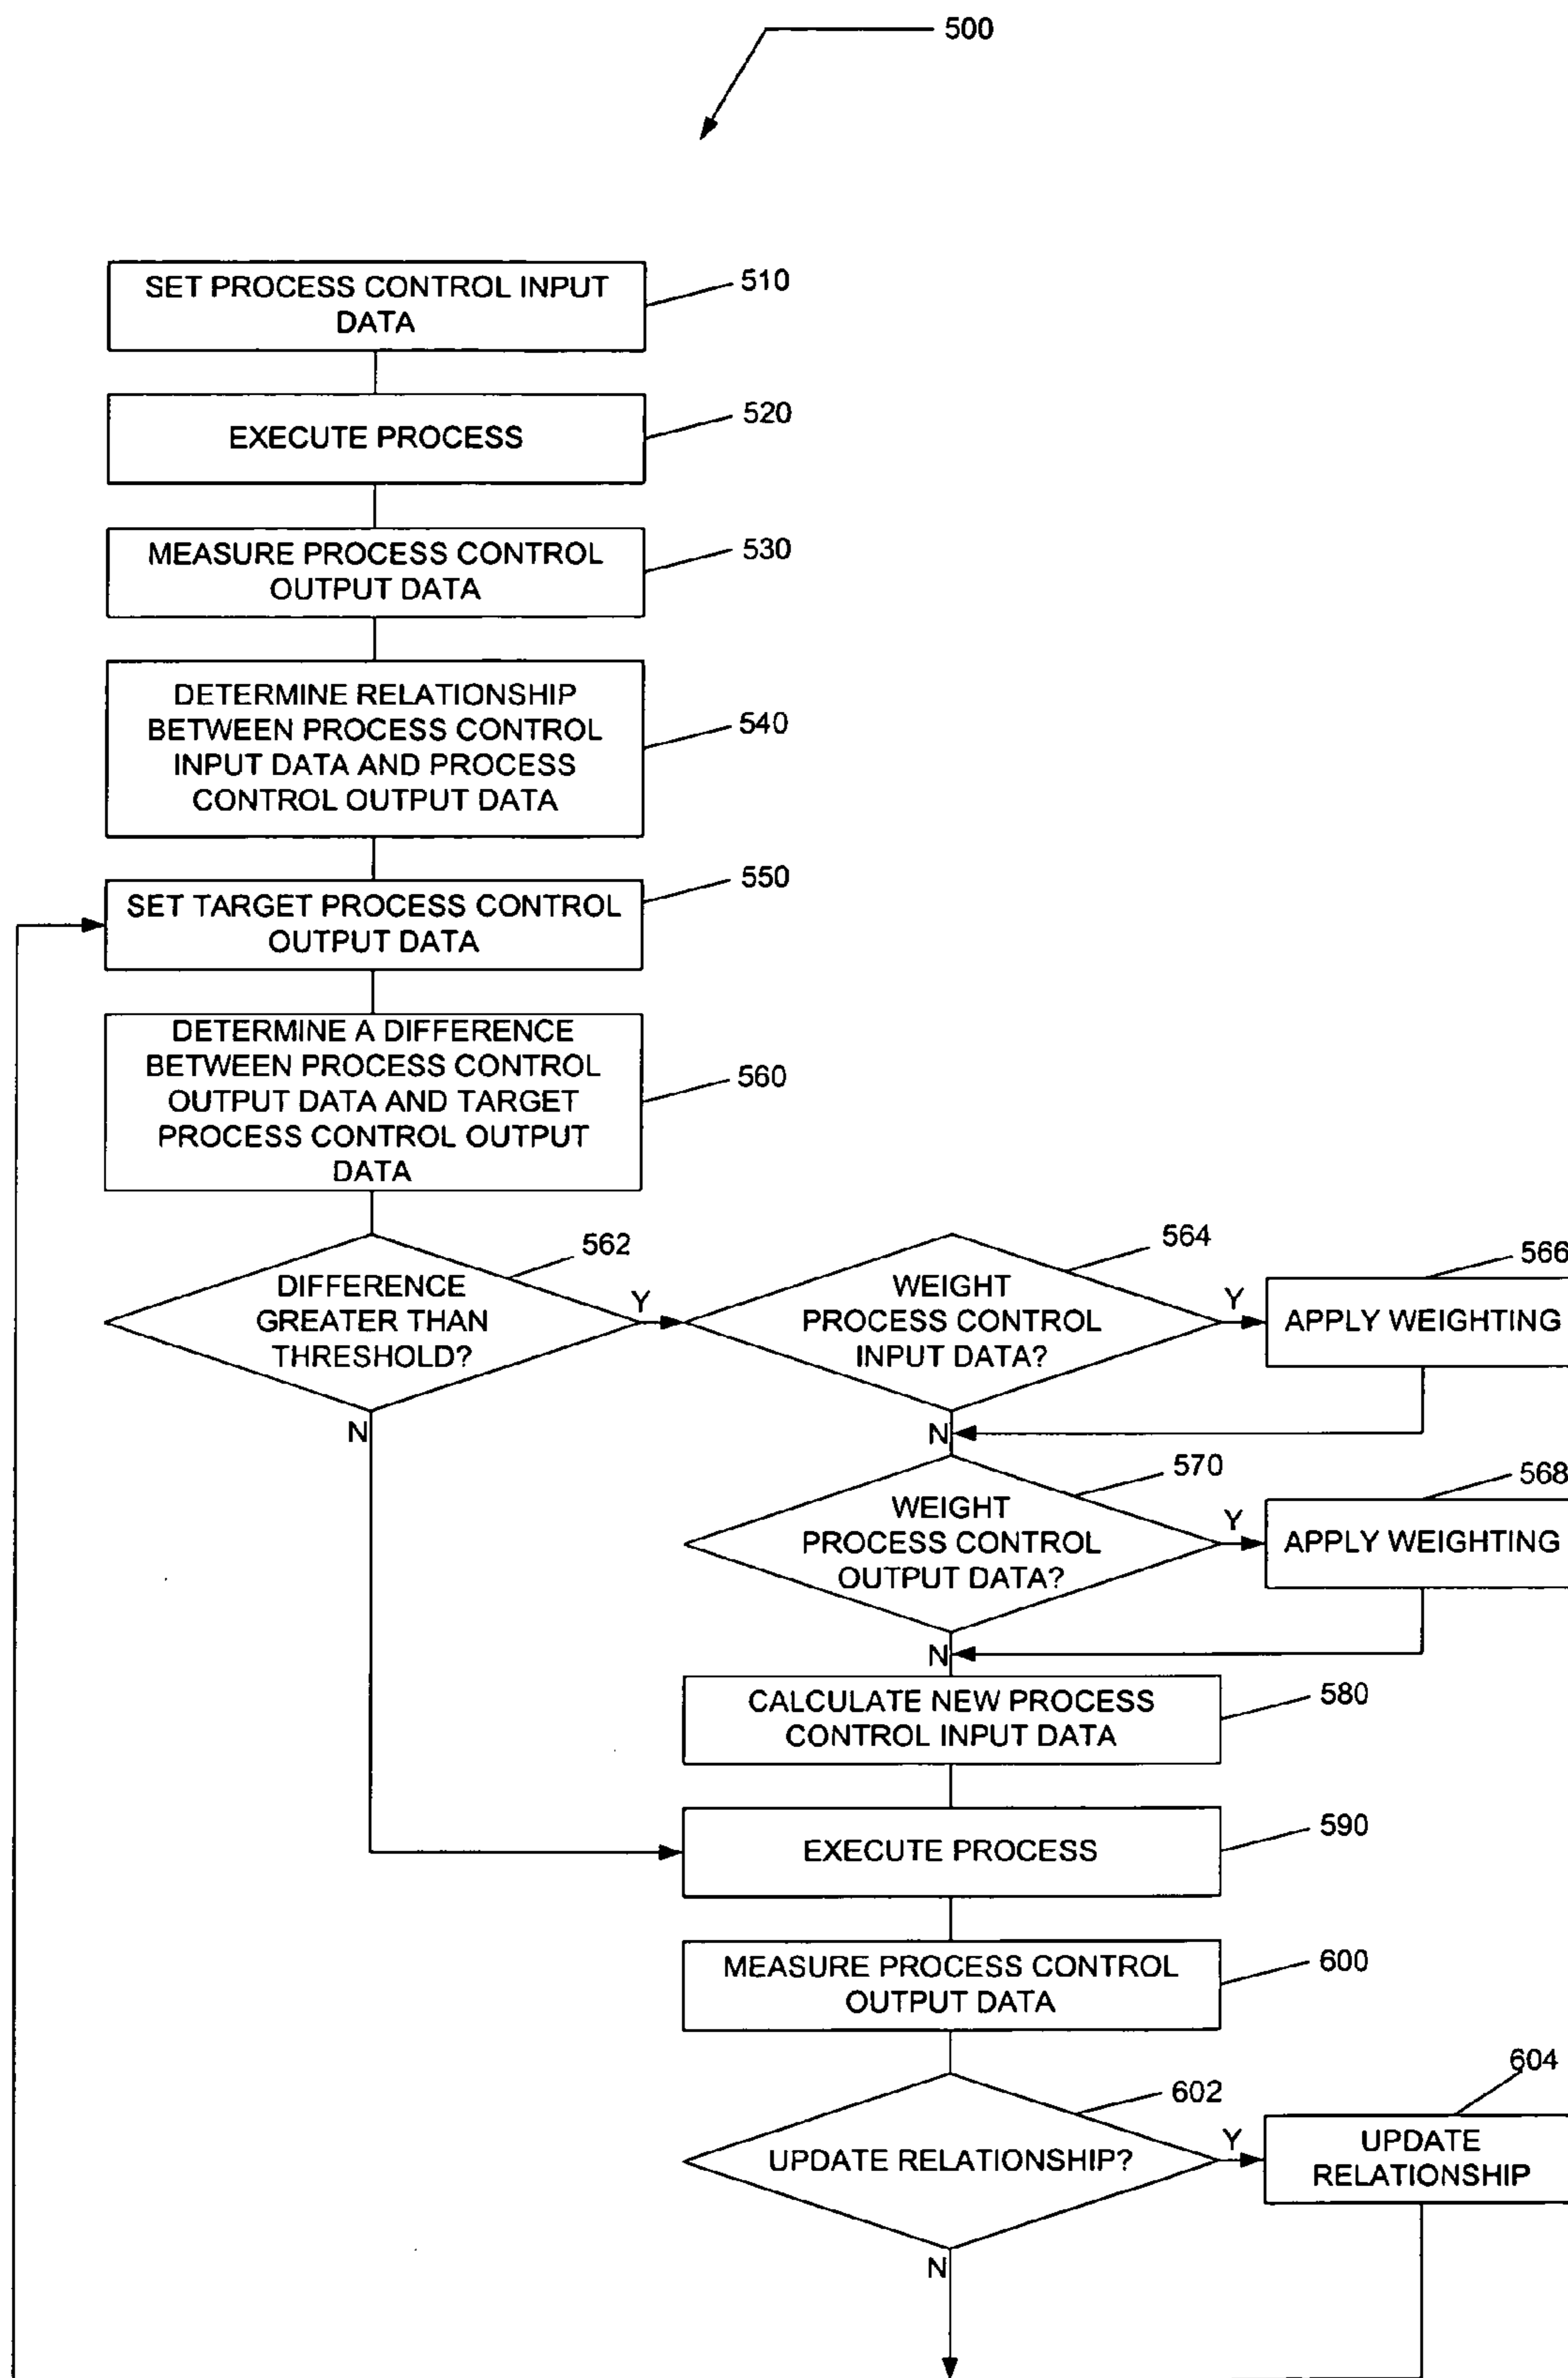 500
SET PROCESS CONTROL INPUT
DATA
510
EXECUTE PROCESS
520
MEASURE PROCESS CONTROL
OUTPUT DATA
530
DETERMINE RELATIONSHIP
BETWEEN PROCESS CONTROL
INPUT DATA AND PROCESS
CONTROL OUTPUT DATA
540
SET TARGET PROCESS CONTROL
OUTPUT DATA
550
DETERMINE A DIFFERENCE
BETWEEN PROCESS CONTROL
OUTPUT DATA AND TARGET
PROCESS CONTROL OUTPUT
DATA
560
DIFFERENCE
GREATER THAN
THRESHOLD?
562
Y
N
WEIGHT
PROCESS CONTROL
INPUT DATA?
564
Y
N
APPLY WEIGHTING
566
WEIGHT
PROCESS CONTROL
OUTPUT DATA?
570
Y
N
APPLY WEIGHTING
568
CALCULATE NEW PROCESS
CONTROL INPUT DATA
580
EXECUTE PROCESS
590
MEASURE PROCESS CONTROL
OUTPUT DATA
600
UPDATE RELATIONSHIP?
602
Y
N
UPDATE
RELATIONSHIP
604